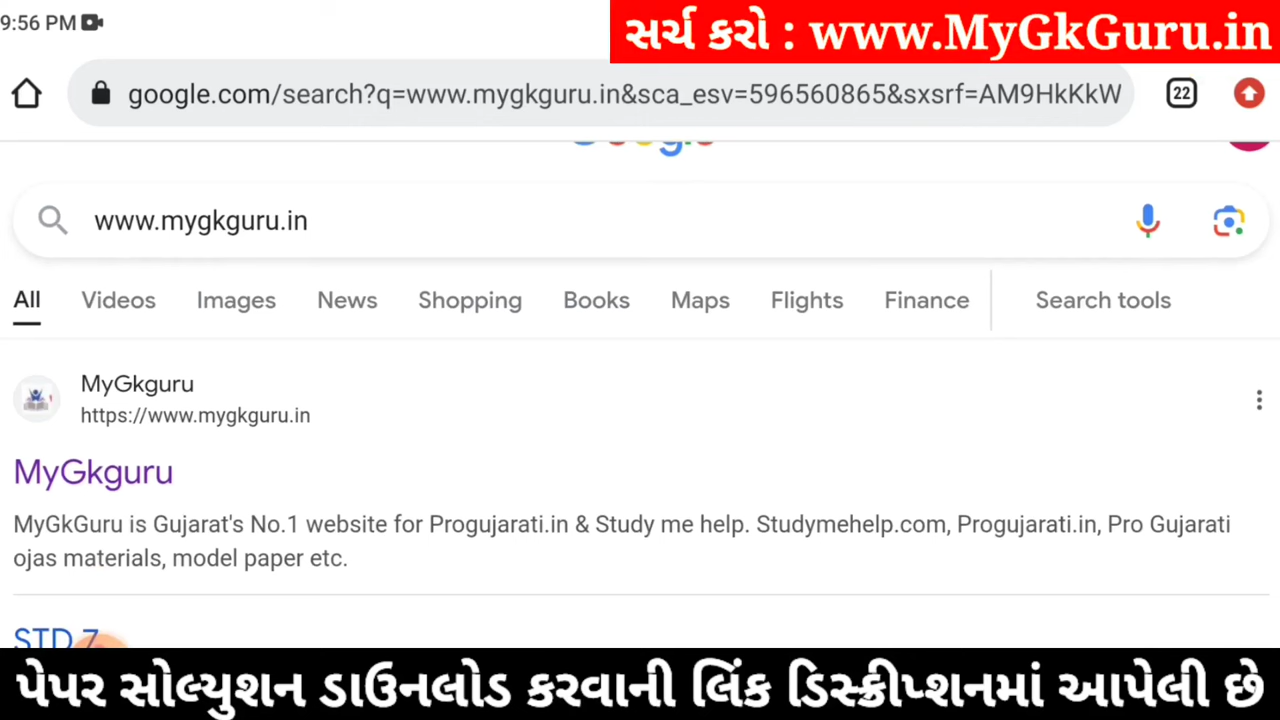 9:56 PM
સર્ચ કરો : www.MyGkGuru.in
google.com/search?q=www.mygkguru.in&sca_esv=596560865&sxsrf=AM9HkKkW
22
www.mygkguru.in
All Videos Images News Shopping Books Maps Flights Finance Search tools
MyGkguru
https://www.mygkguru.in
MyGkguru
MyGkGuru is Gujarat's No.1 website for Progujarati.in & Study me help. Studymehelp.com, Progujarati.in, Pro Gujarati
ojas materials, model paper etc.
STD 7
પેપર સોલ્યુશન ડાઉનલોડ કરવાની લિંક ડિસ્ક્રીપ્શનમાં આપેલી છે